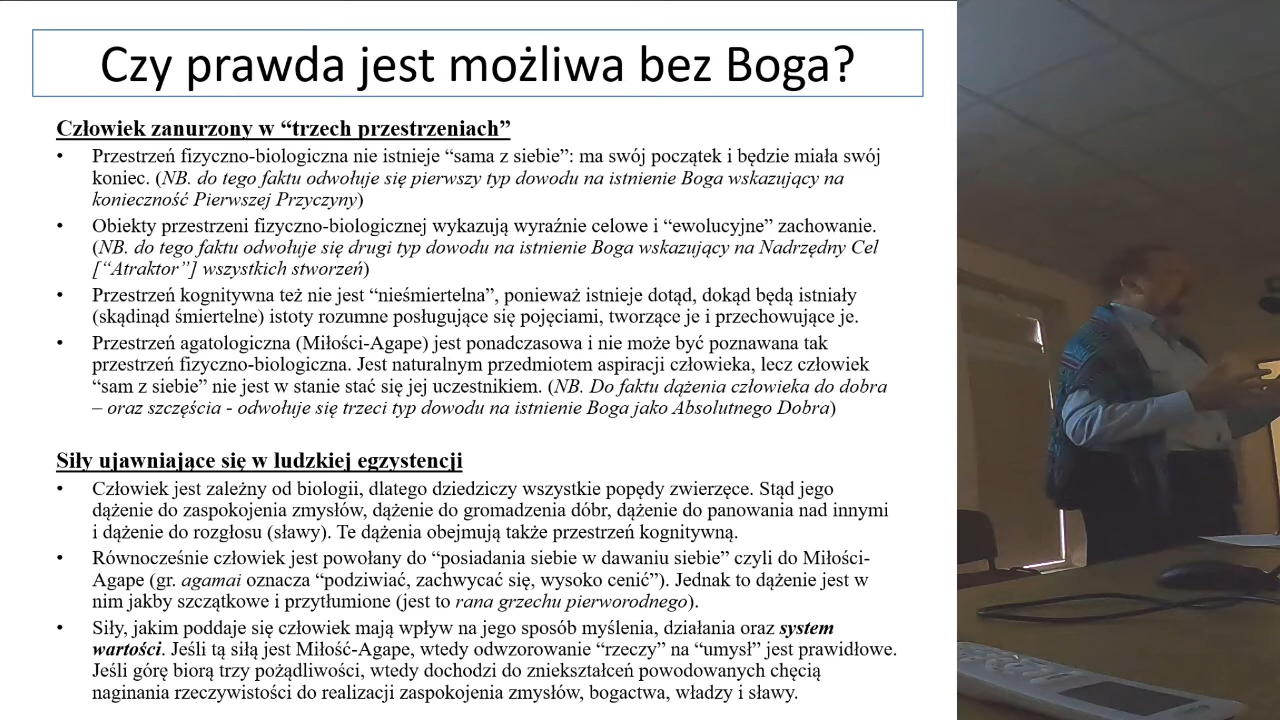 Czy prawda jest możliwa bez Boga?
Człowiek zanurzony w “trzech przestrzeniach”
• Przestrzeń fizyczno-biologiczna nie istnieje “sama z siebie”: ma swój początek i będzie miała swój
koniec. (NB. do tego faktu odwołuje się pierwszy typ dowodu na istnienie Boga wskazujący na
konieczność Pierwszej Przyczyny)
• Obiekty przestrzeni fizyczno-biologicznej wykazują wyraźnie celowe i “ewolucyjne” zachowanie.
(NB. do tego faktu odwołuje się drugi typ dowodu na istnienie Boga wskazujący na Nadrzędny Cel
[“Atraktor”] wszystkich stworzeń)
• Przestrzeń kognitywna też nie jest “nieśmiertelna”, ponieważ istnieje dotąd, dokąd będą istniały
(skądinąd śmiertelne) istoty rozumne posługujące się pojęciami, tworzące je i przechowujące je.
• Przestrzeń agatologiczna (Miłości-Agape) jest ponadczasowa i nie może być poznawana tak
przestrzeń fizyczno-biologiczna. Jest naturalnym przedmiotem aspiracji człowieka, lecz człowiek
“sam z siebie” nie jest w stanie stać się jej uczestnikiem. (NB. Do faktu dążenia człowieka do dobra
– oraz szczęścia - odwołuje się trzeci typ dowodu na istnienie Boga jako Absolutnego Dobra)
Siły ujawniające się w ludzkiej egzystencji
• Człowiek jest zależny od biologii, dlatego dziedziczy wszystkie popędy zwierzęce. Stąd jego
dążenie do zaspokojenia zmysłów, dążenie do gromadzenia dóbr, dążenie do panowania nad innymi
i dążenie do rozgłosu (sławy). Te dążenia obejmują także przestrzeń kognitywną.
• Równocześnie człowiek jest powołany do “posiadania siebie w dawaniu siebie” czyli do Miłości-
Agape (gr. agamai oznacza “podziwiać, zachwycać się, wysoko cenić”). Jednak to dążenie jest w
nim jakby szczątkowe i przytłumione (jest to rana grzechu pierworodnego).
• Siły, jakim poddaje się człowiek mają wpływ na jego sposób myślenia, działania oraz system
wartości. Jeśli tą siłą jest Miłość-Agape, wtedy odwzorowanie “rzeczy” na “umysł” jest prawidłowe.
Jeśli górę biorą trzy pożądliwości, wtedy dochodzi do zniekształceń powodowanych chęcią
naginania rzeczywistości do realizacji zaspokojenia zmysłów, bogactwa, władzy i sławy.